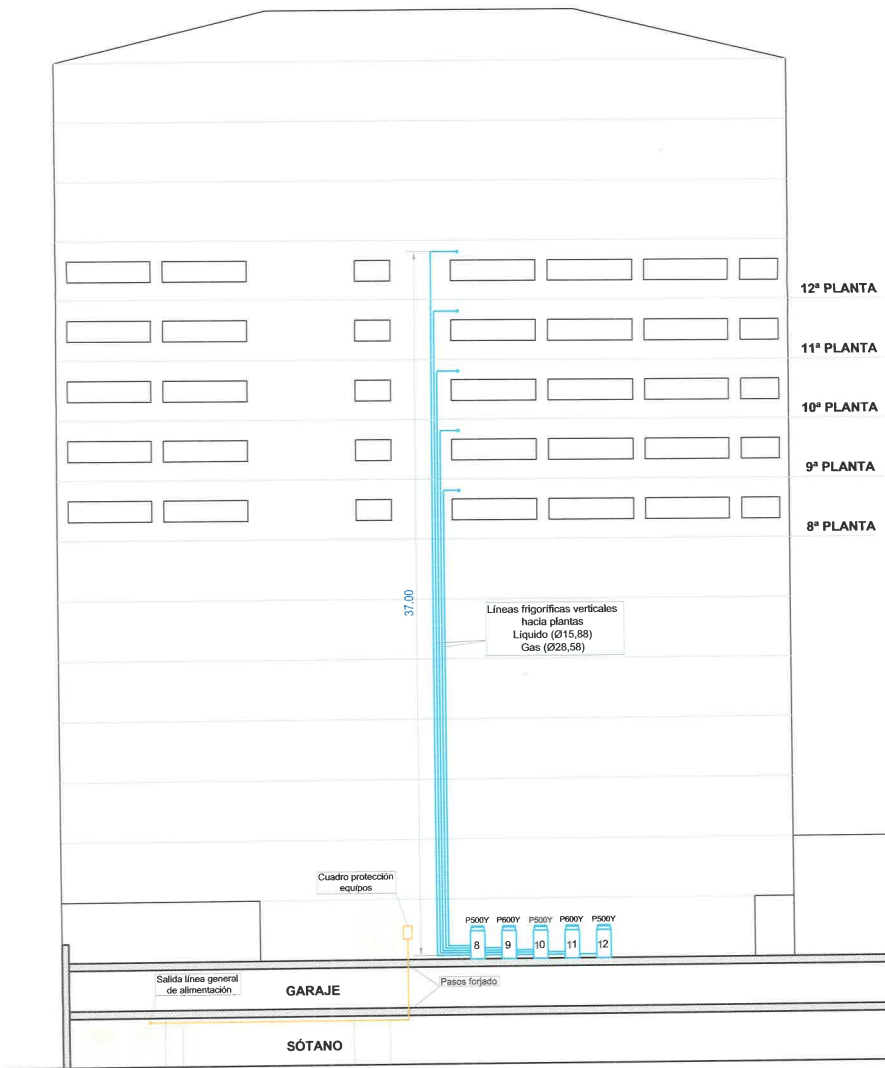 12ª PLANTA
11ª PLANTA
10ª PLANTA
9ª PLANTA
8ª PLANTA
37.00
Líneas frigoríficas verticales
hacia plantas
Líquido (Ø15,88)
Gas (Ø28,58)
Cuadro protección
equipos
P500Y P600Y P500Y P600Y P500Y
8 9 10 11 12
Salida línea general
de alimentación
GARAJE
Pasos forjado
SÓTANO